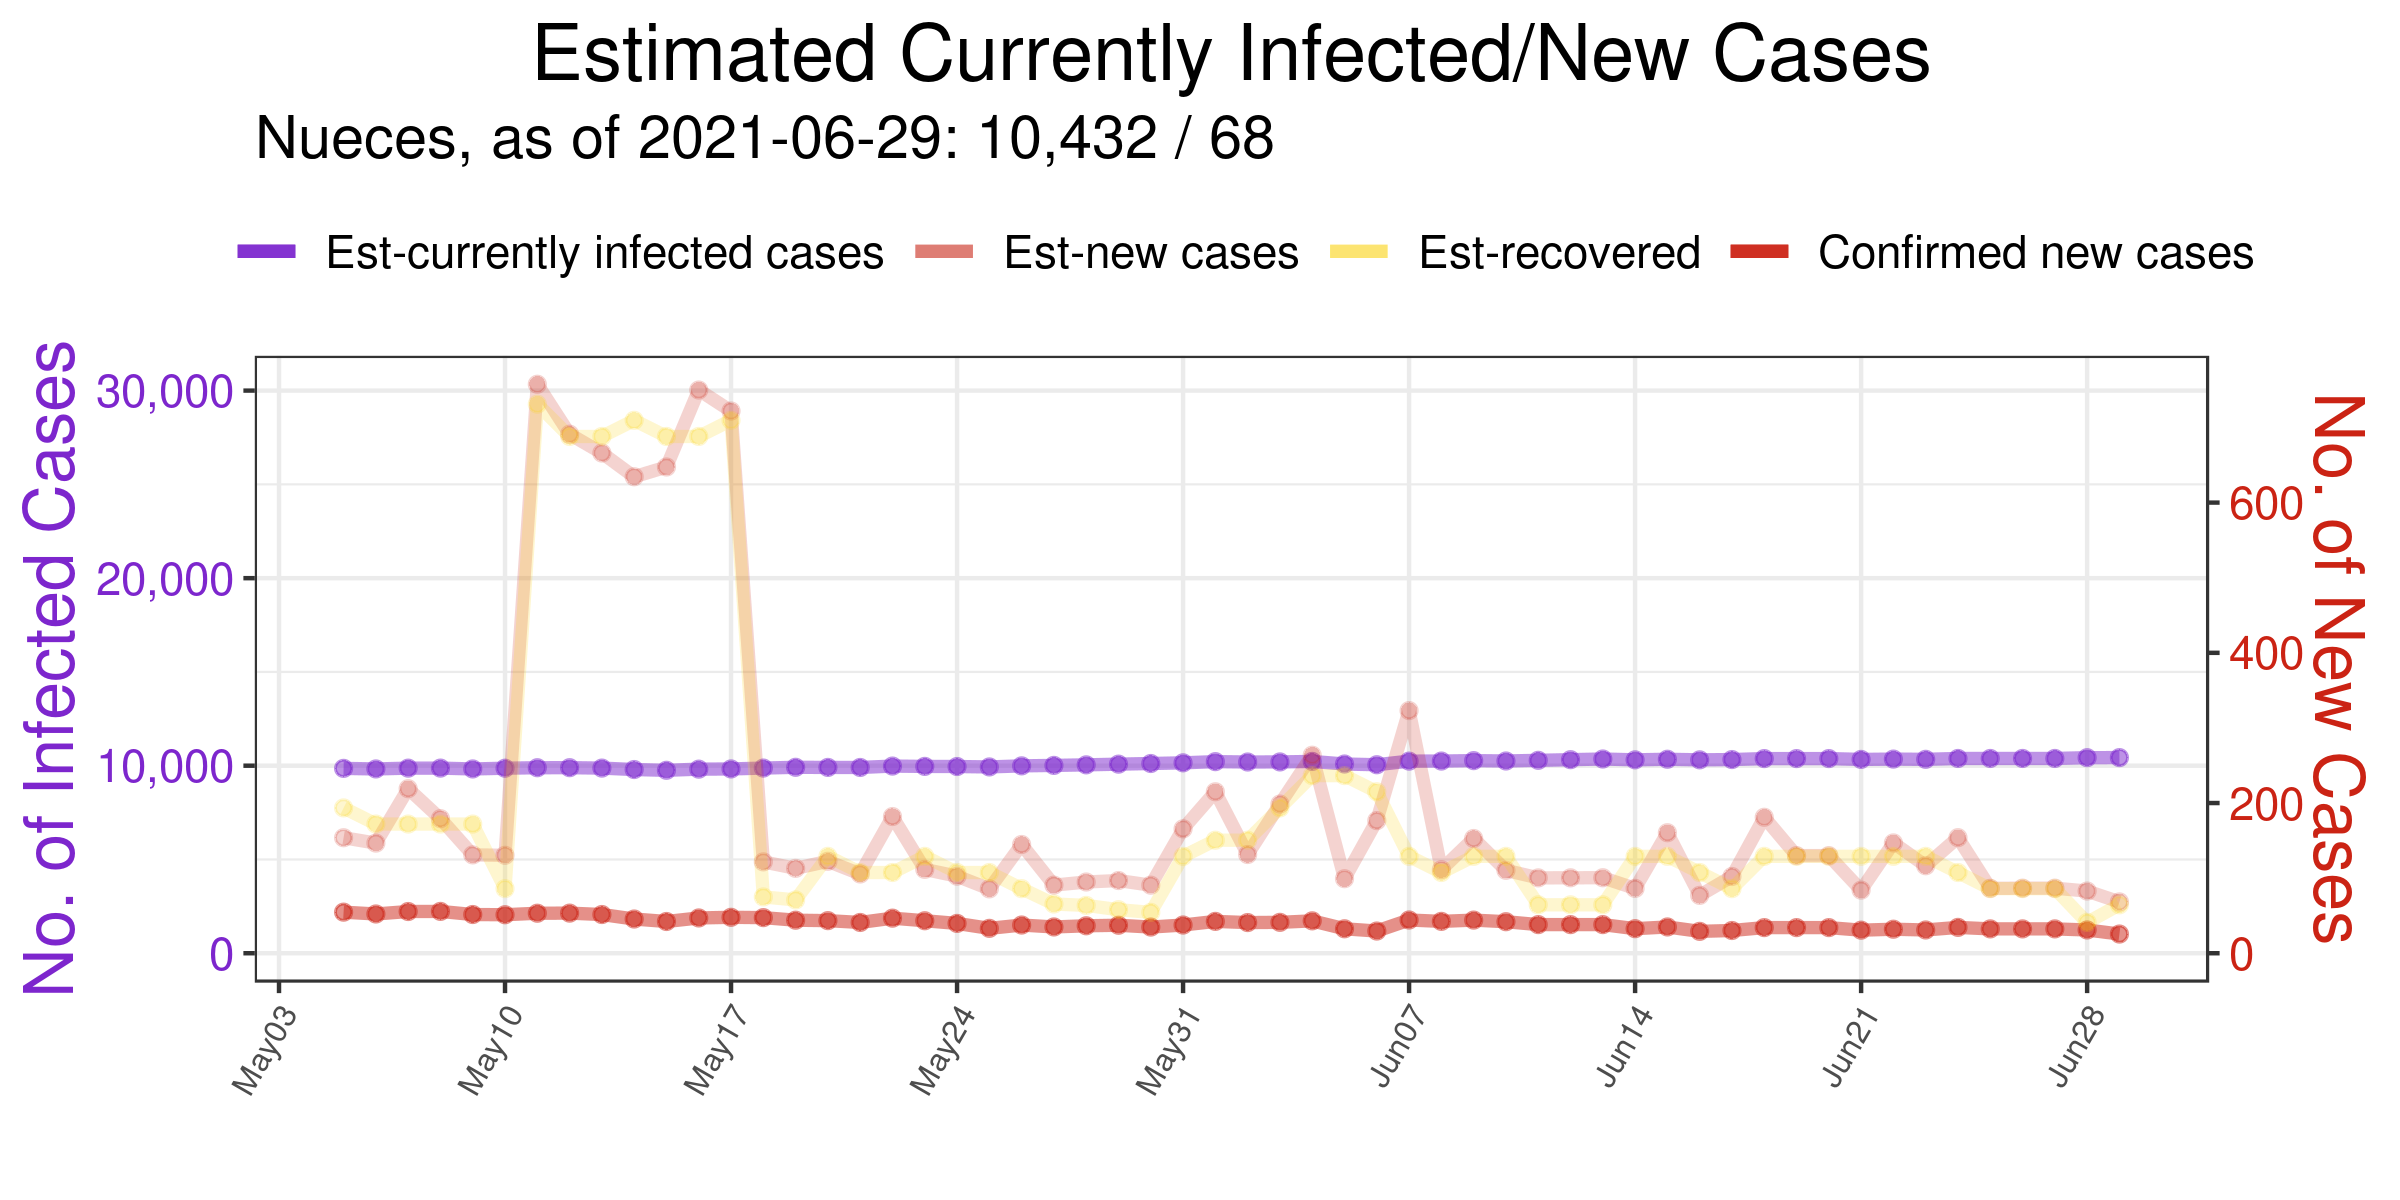 Estimated Currently Infected/New Cases
Nueces, as of 2021-06-29: 10,432 / 68
Est-currently infected cases Est-new cases Est-recovered Confirmed new cases
No. of Infected Cases
30,000
20,000
10,000
0
No. of New Cases
600
400
200
0
May03 May10 May17 May24 May31 Jun07 Jun14 Jun21 Jun28